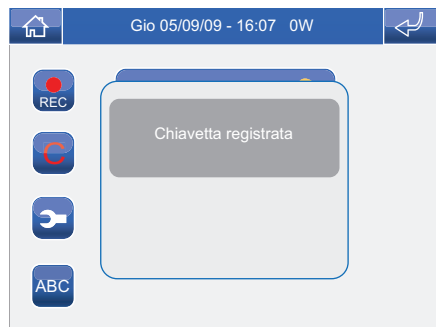 Gio 05/09/09 - 16:07 0W
REC
Chiavetta registrata
C
ABC